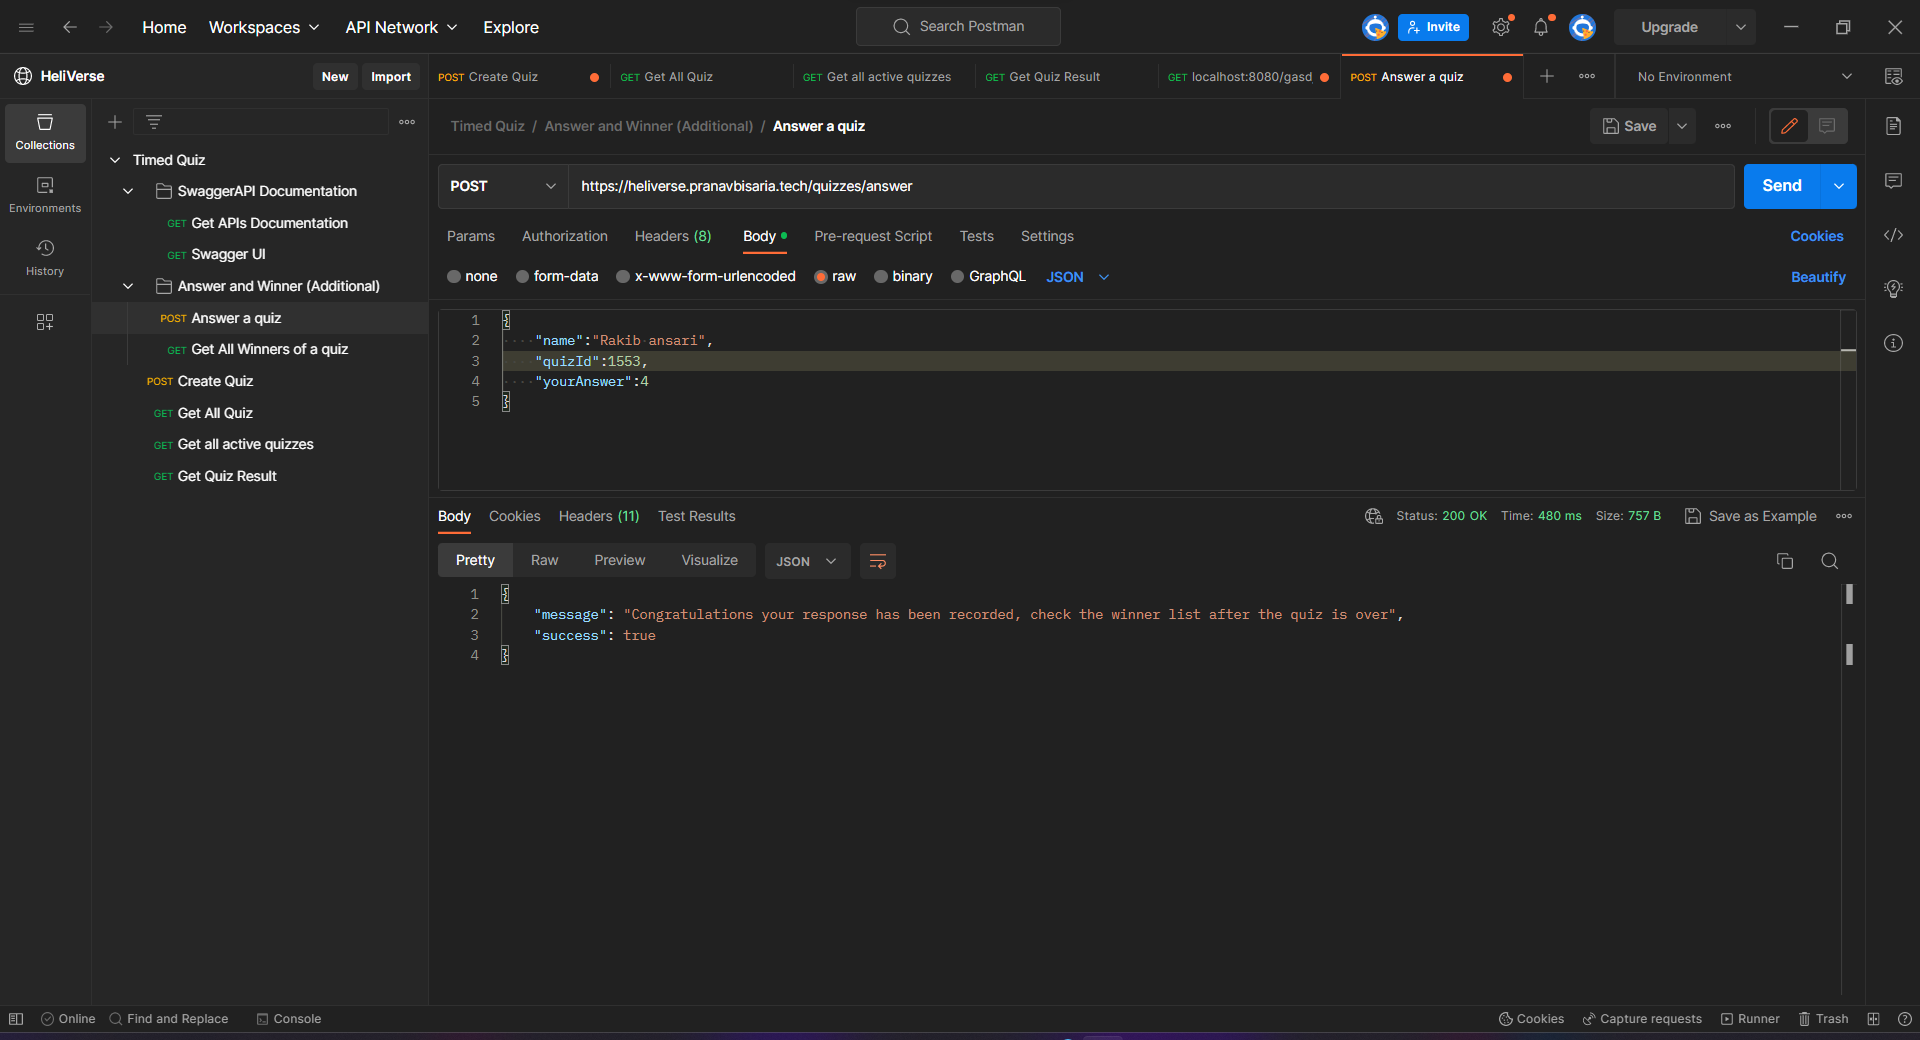 Home Workspaces API Network Explore Search Postman Invite Upgrade
HeliVerse New Import POST Create Quiz GET Get All Quiz GET Get all active quizzes GET Get Quiz Result GET localhost:8080/gasd POST Answer a quiz No Environment
Collections
Environments
History
Timed Quiz
SwaggerAPI Documentation
GET Get APIs Documentation
GET Swagger UI
Answer and Winner (Additional)
POST Answer a quiz
GET Get All Winners of a quiz
POST Create Quiz
GET Get All Quiz
GET Get all active quizzes
GET Get Quiz Result
Timed Quiz / Answer and Winner (Additional) / Answer a quiz Save
POST https://heliverse.pranavbisaria.tech/quizzes/answer Send
Params Authorization Headers (8) Body Pre-request Script Tests Settings Cookies
none form-data x-www-form-urlencoded raw binary GraphQL JSON Beautify
1 {
2 "name":"Rakib ansari",
3 "quizId":1553,
4 "yourAnswer":4
5 }
Body Cookies Headers (11) Test Results Status: 200 OK Time: 480 ms Size: 757 B Save as Example
Pretty Raw Preview Visualize JSON
1 {
2 "message": "Congratulations your response has been recorded, check the winner list after the quiz is over",
3 "success": true
4 }
Online Find and Replace Console Cookies Capture requests Runner Trash